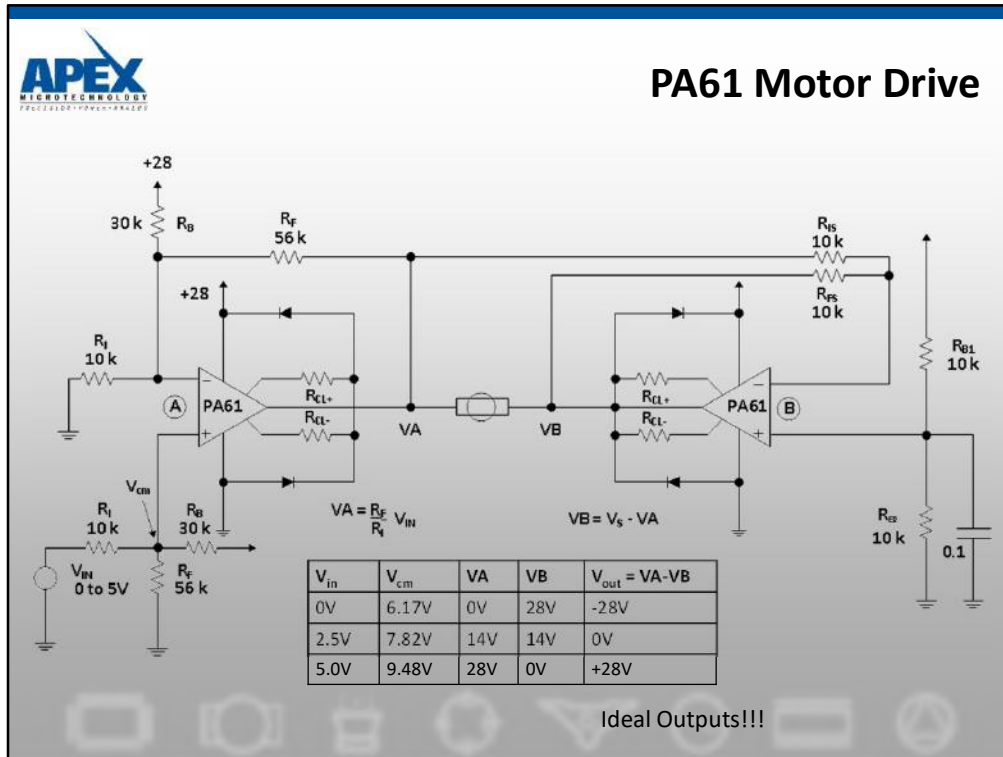 APEX
MICROTECHNOLOGY
PRECISION•POWER•ANALOG
PA61 Motor Drive
+28
30 k
R_B
R_F
56 k
R_IS
10 k
R_FS
10 k
+28
R_I
10 k
R_B1
10 k
A
−
+
PA61
R_CL+
R_CL-
VA
VB
R_CL+
R_CL-
PA61
−
+
B
V_cm
R_I
10 k
R_B
30 k
V_IN
0 to 5V
R_F
56 k
VA = R_F/R_I V_IN
VB = V_S - VA
10 k
0.1
V_in V_cm VA VB V_out = VA-VB
0V 6.17V 0V 28V -28V
2.5V 7.82V 14V 14V 0V
5.0V 9.48V 28V 0V +28V
Ideal Outputs!!!